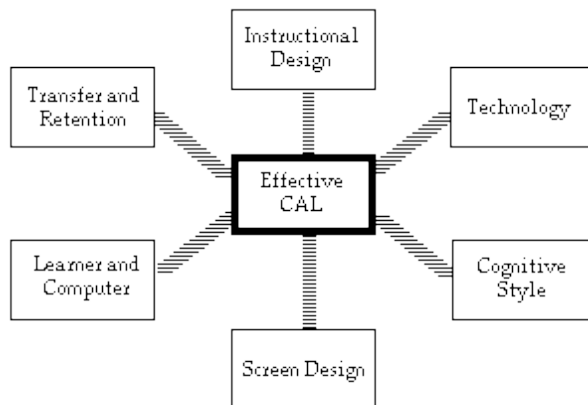 Instructional
Design
Transfer and
Retention
Technology
Effective
CAL
Learner and
Computer
Cognitive
Style
Screen Design